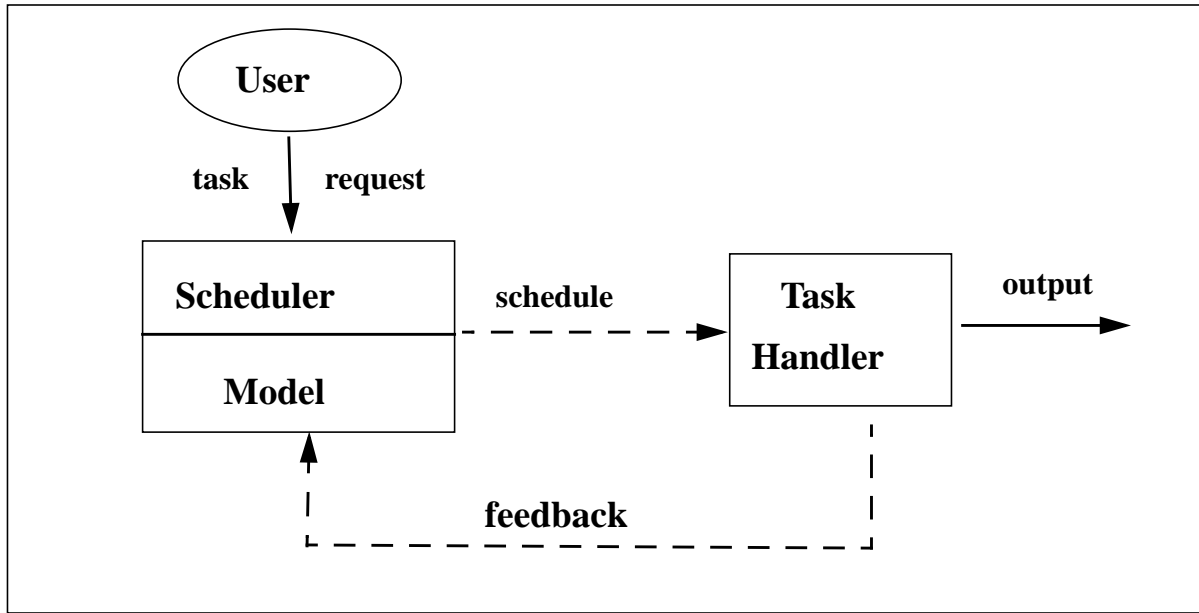 User
task request
Scheduler
schedule
Task
Handler
output
Model
feedback